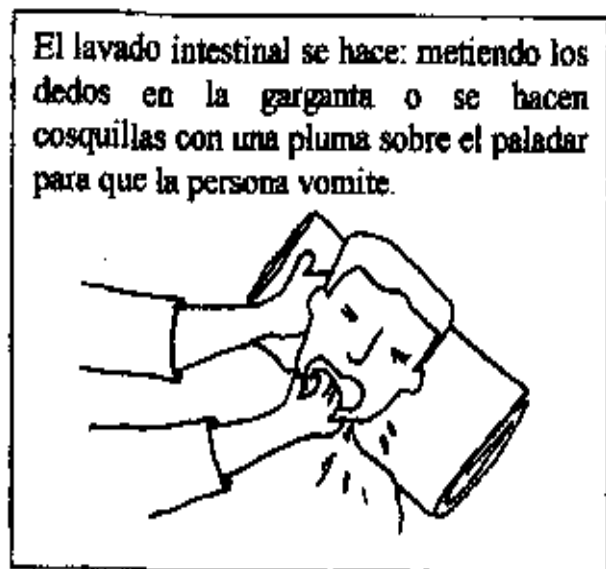 El lavado intestinal se hace: metiendo los
dedos en la garganta o se hacen
cosquillas con una pluma sobre el paladar
para que la persona vomite.